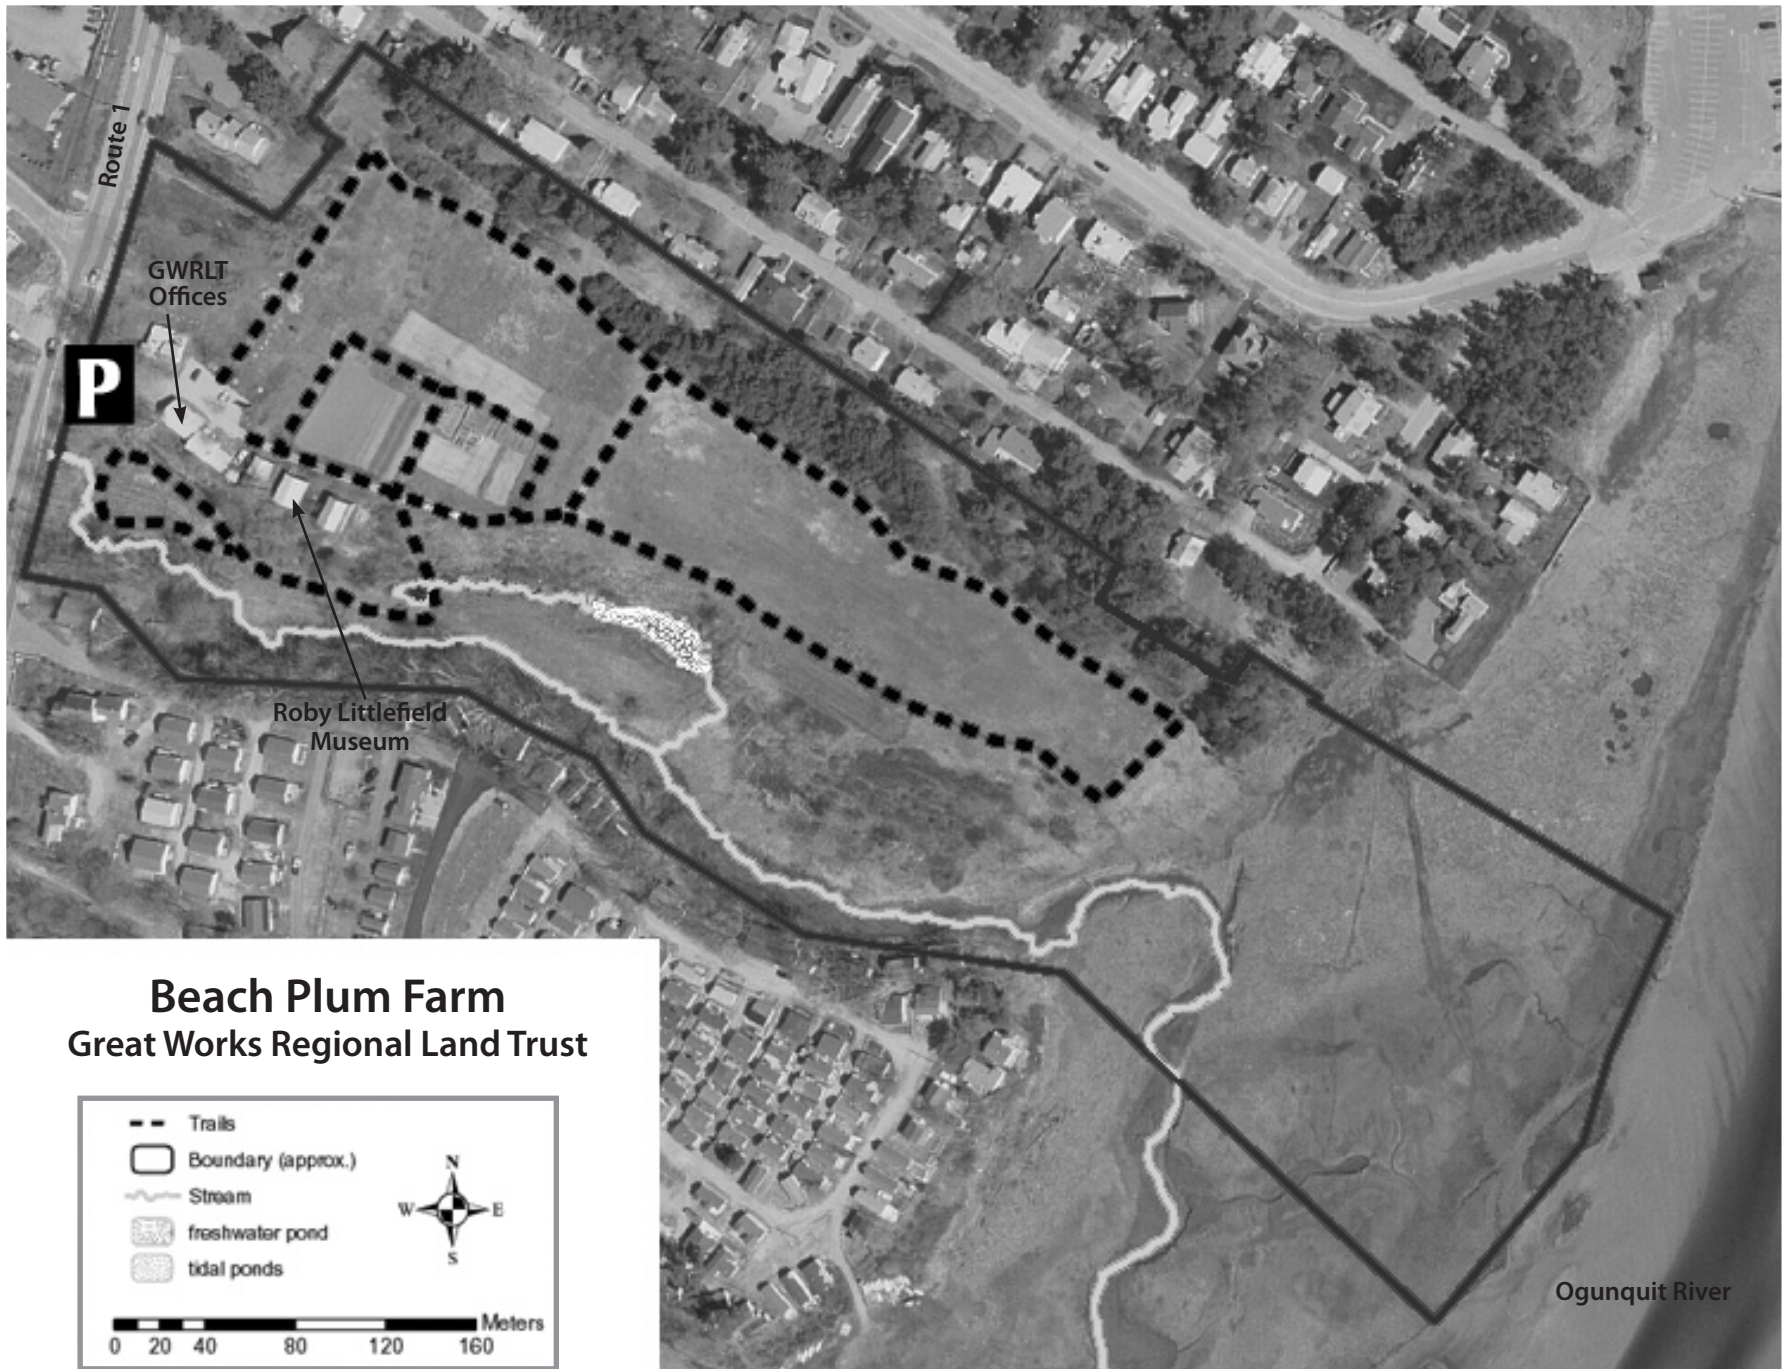 Route 1
GWRLT
Offices
P
Roby Littlefield
Museum
Beach Plum Farm
Great Works Regional Land Trust
Trails
Boundary (approx.)
Stream
freshwater pond
tidal ponds
N
W E
S
Meters
0 20 40 80 120 160
Ogunquit River